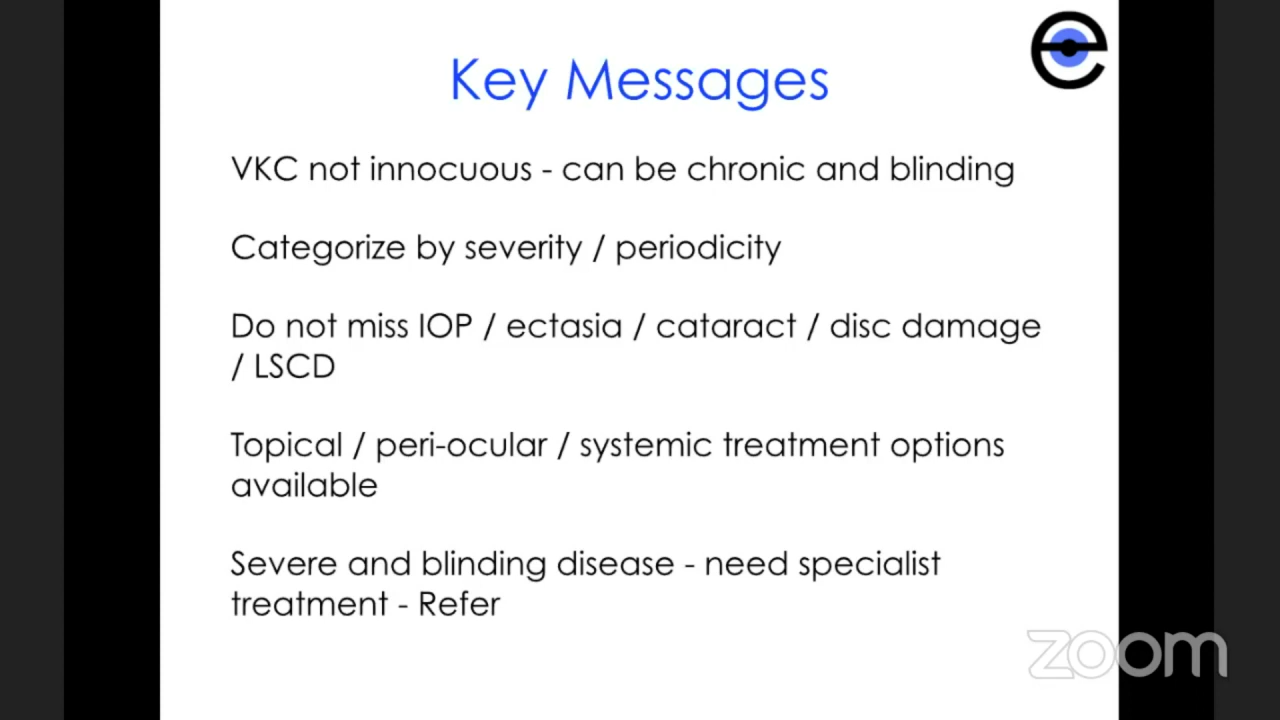 Key Messages
VKC not innocuous - can be chronic and blinding
Categorize by severity / periodicity
Do not miss IOP / ectasia / cataract / disc damage
/ LSCD
Topical / peri-ocular / systemic treatment options
available
Severe and blinding disease - need specialist
treatment - Refer
zoom